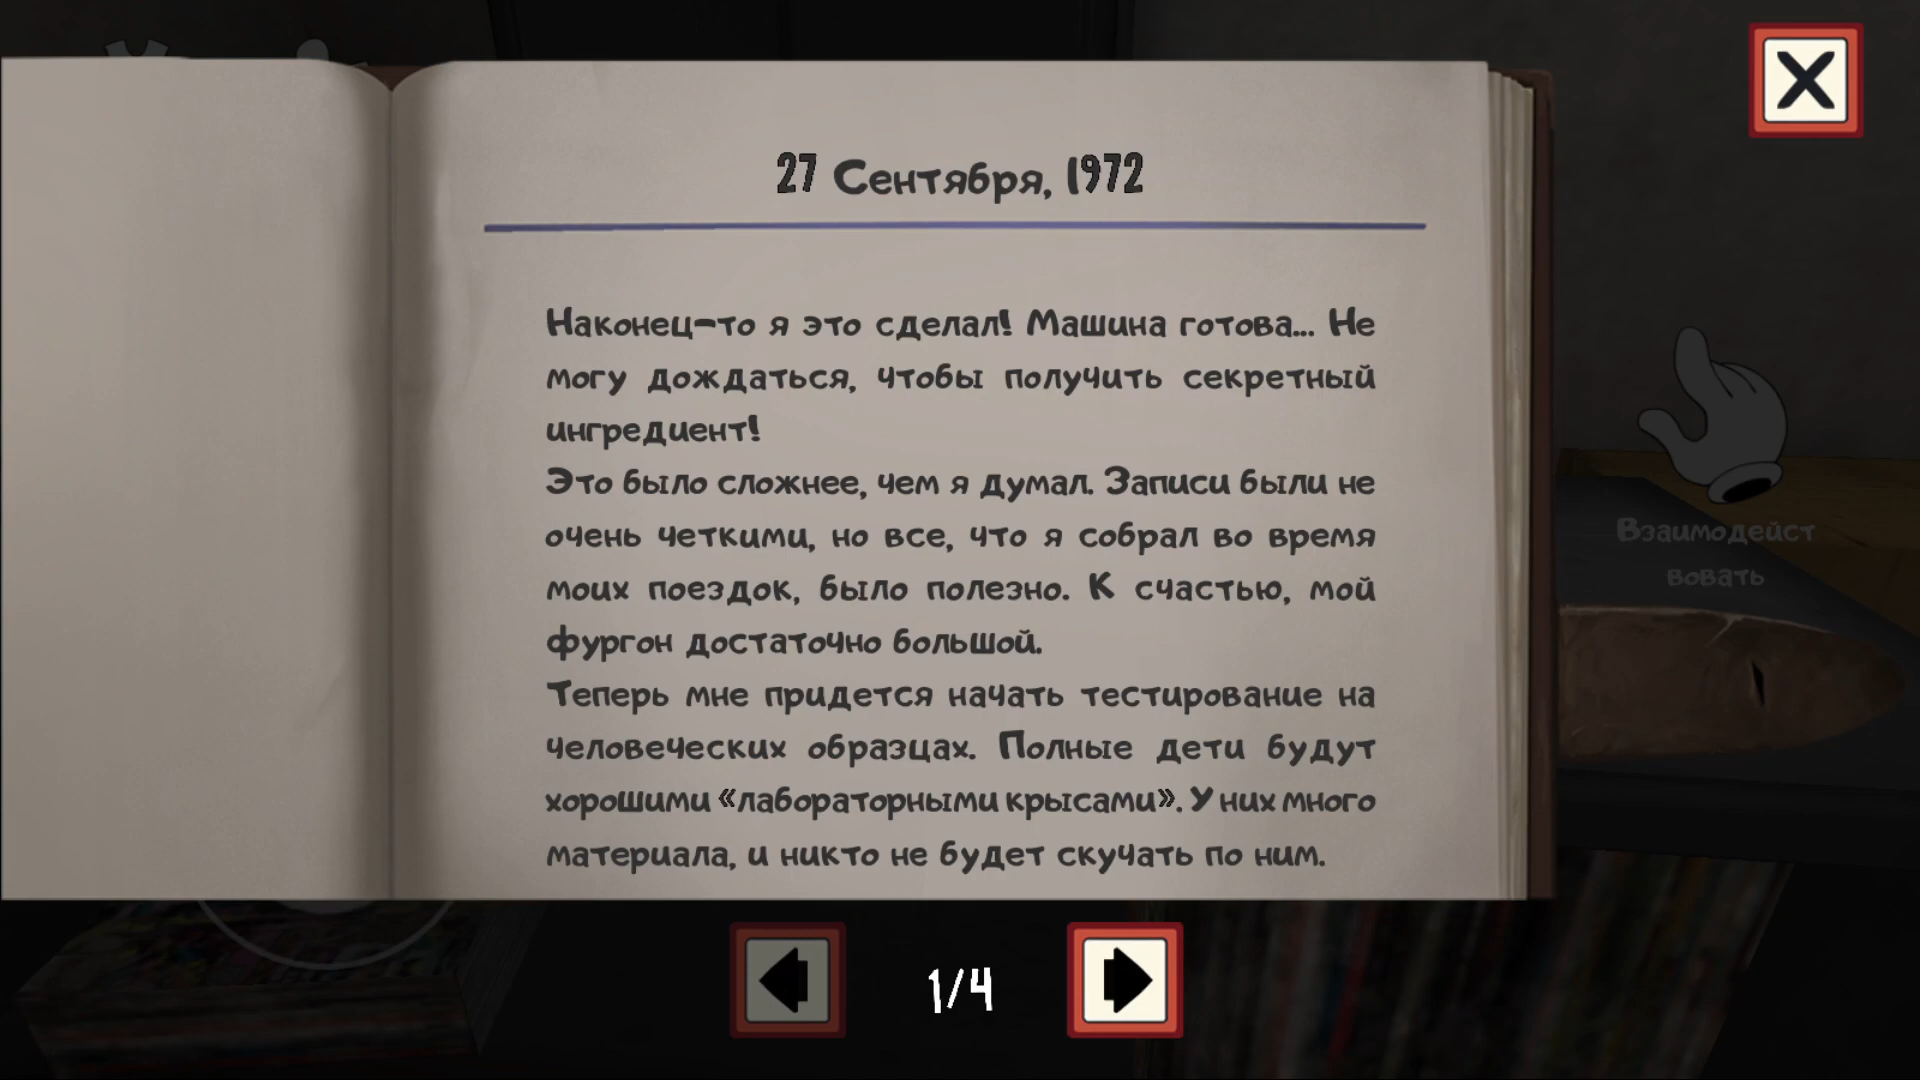 27 Сентября, 1972
Наконец-то я это сделал! Машина готова... Не
могу дождаться, чтобы получить секретный
ингредиент!
Это было сложнее, чем я думал. Записи были не
очень четкими, но все, что я собрал во время
моих поездок, было полезно. К счастью, мой
фургон достаточно большой.
Теперь мне придется начать тестирование на
человеческих образцах. Полные дети будут
хорошими «лабораторными крысами». У них много
материала, и никто не будет скучать по ним.
Взаимодейст
вовать
1/4